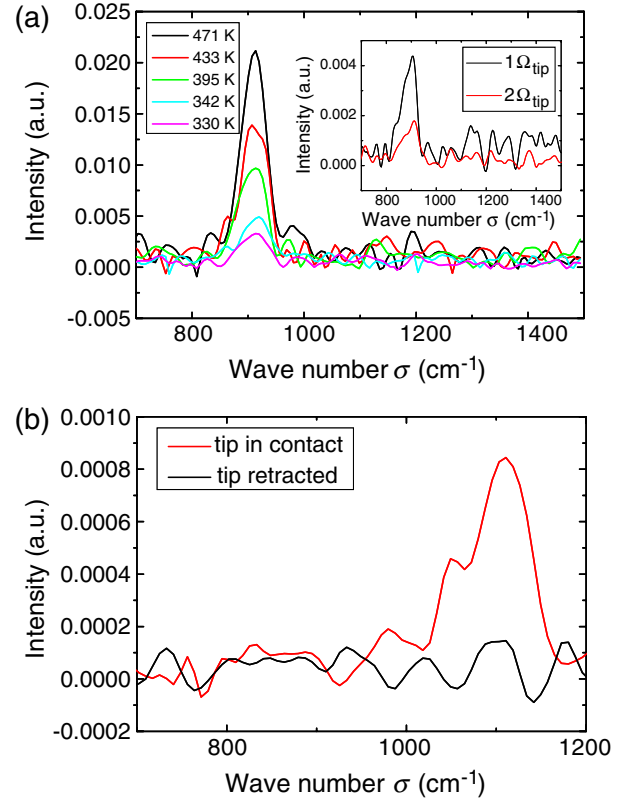 (a)
471 K
433 K
395 K
342 K
330 K
Intensity (a.u.)
0.025
0.020
0.015
0.010
0.005
0.000
-0.005
800 1000 1200 1400
Wave number σ (cm-1)
Intensity (a.u.)
0.004
0.002
0.000
1Ωtip
2Ωtip
800 1000 1200 1400
Wave number σ (cm-1)
(b)
tip in contact
tip retracted
Intensity (a.u.)
0.0010
0.0008
0.0006
0.0004
0.0002
0.0000
-0.0002
800 1000 1200
Wave number σ (cm-1)